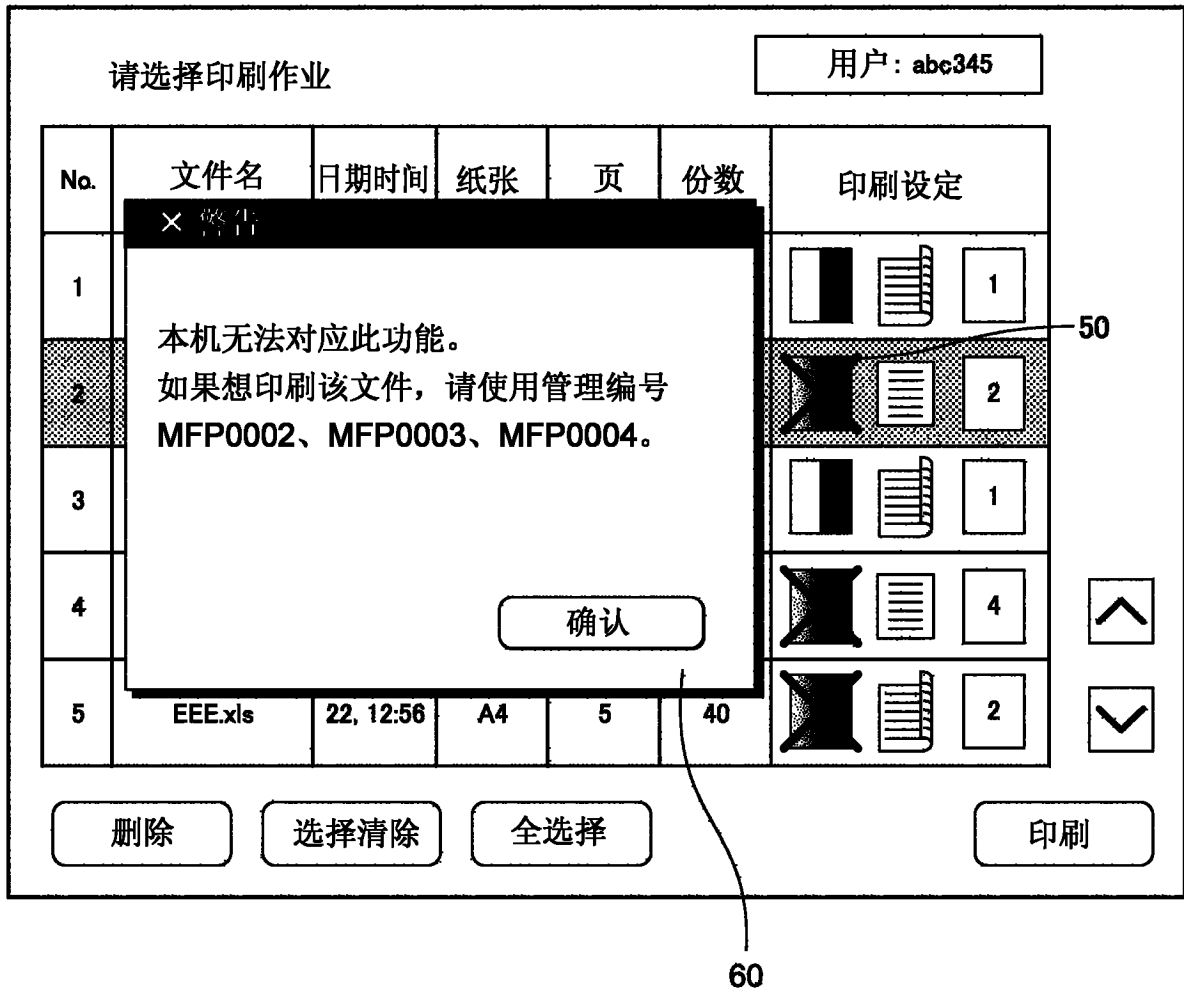 请选择印刷作业
用户：abc345
No. 文件名 日期时间 纸张 页 份数 印刷设定
× 警告
1 1
本机无法对应此功能。
如果想印刷该文件，请使用管理编号
MFP0002、MFP0003、MFP0004。
50
2 2
3 1
4 4
确认
5 EEE.xls 22, 12:56 A4 5 40 2
删除 选择清除 全选择 印刷
60